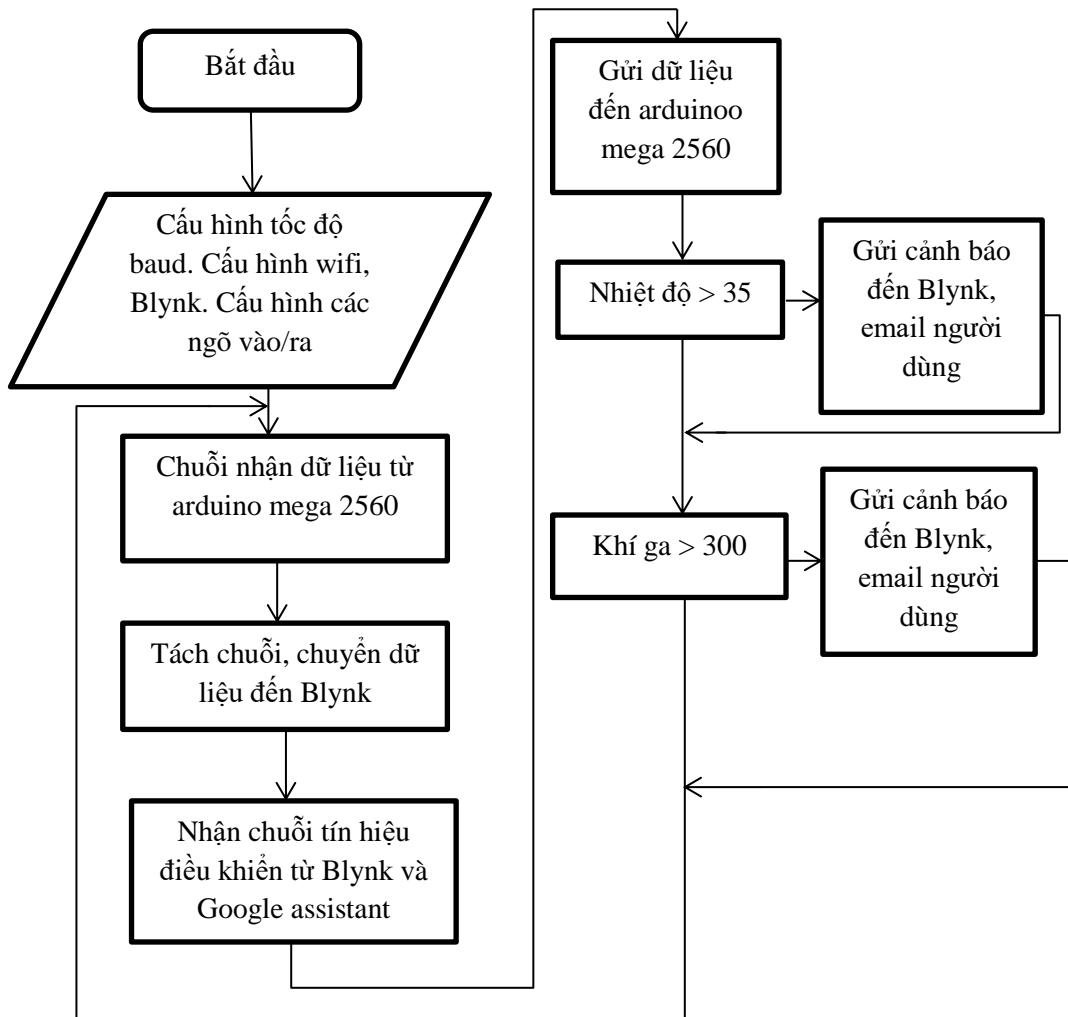 Bắt đầu
Cấu hình tốc độ
baud. Cấu hình wifi,
Blynk. Cấu hình các
ngõ vào/ra
Chuỗi nhận dữ liệu từ
arduino mega 2560
Tách chuỗi, chuyển dữ
liệu đến Blynk
Nhận chuỗi tín hiệu
điều khiển từ Blynk và
Google assistant
Gửi dữ liệu
đến arduinoo
mega 2560
Nhiệt độ > 35
Gửi cảnh báo
đến Blynk,
email người
dùng
Khí ga > 300
Gửi cảnh báo
đến Blynk,
email người
dùng